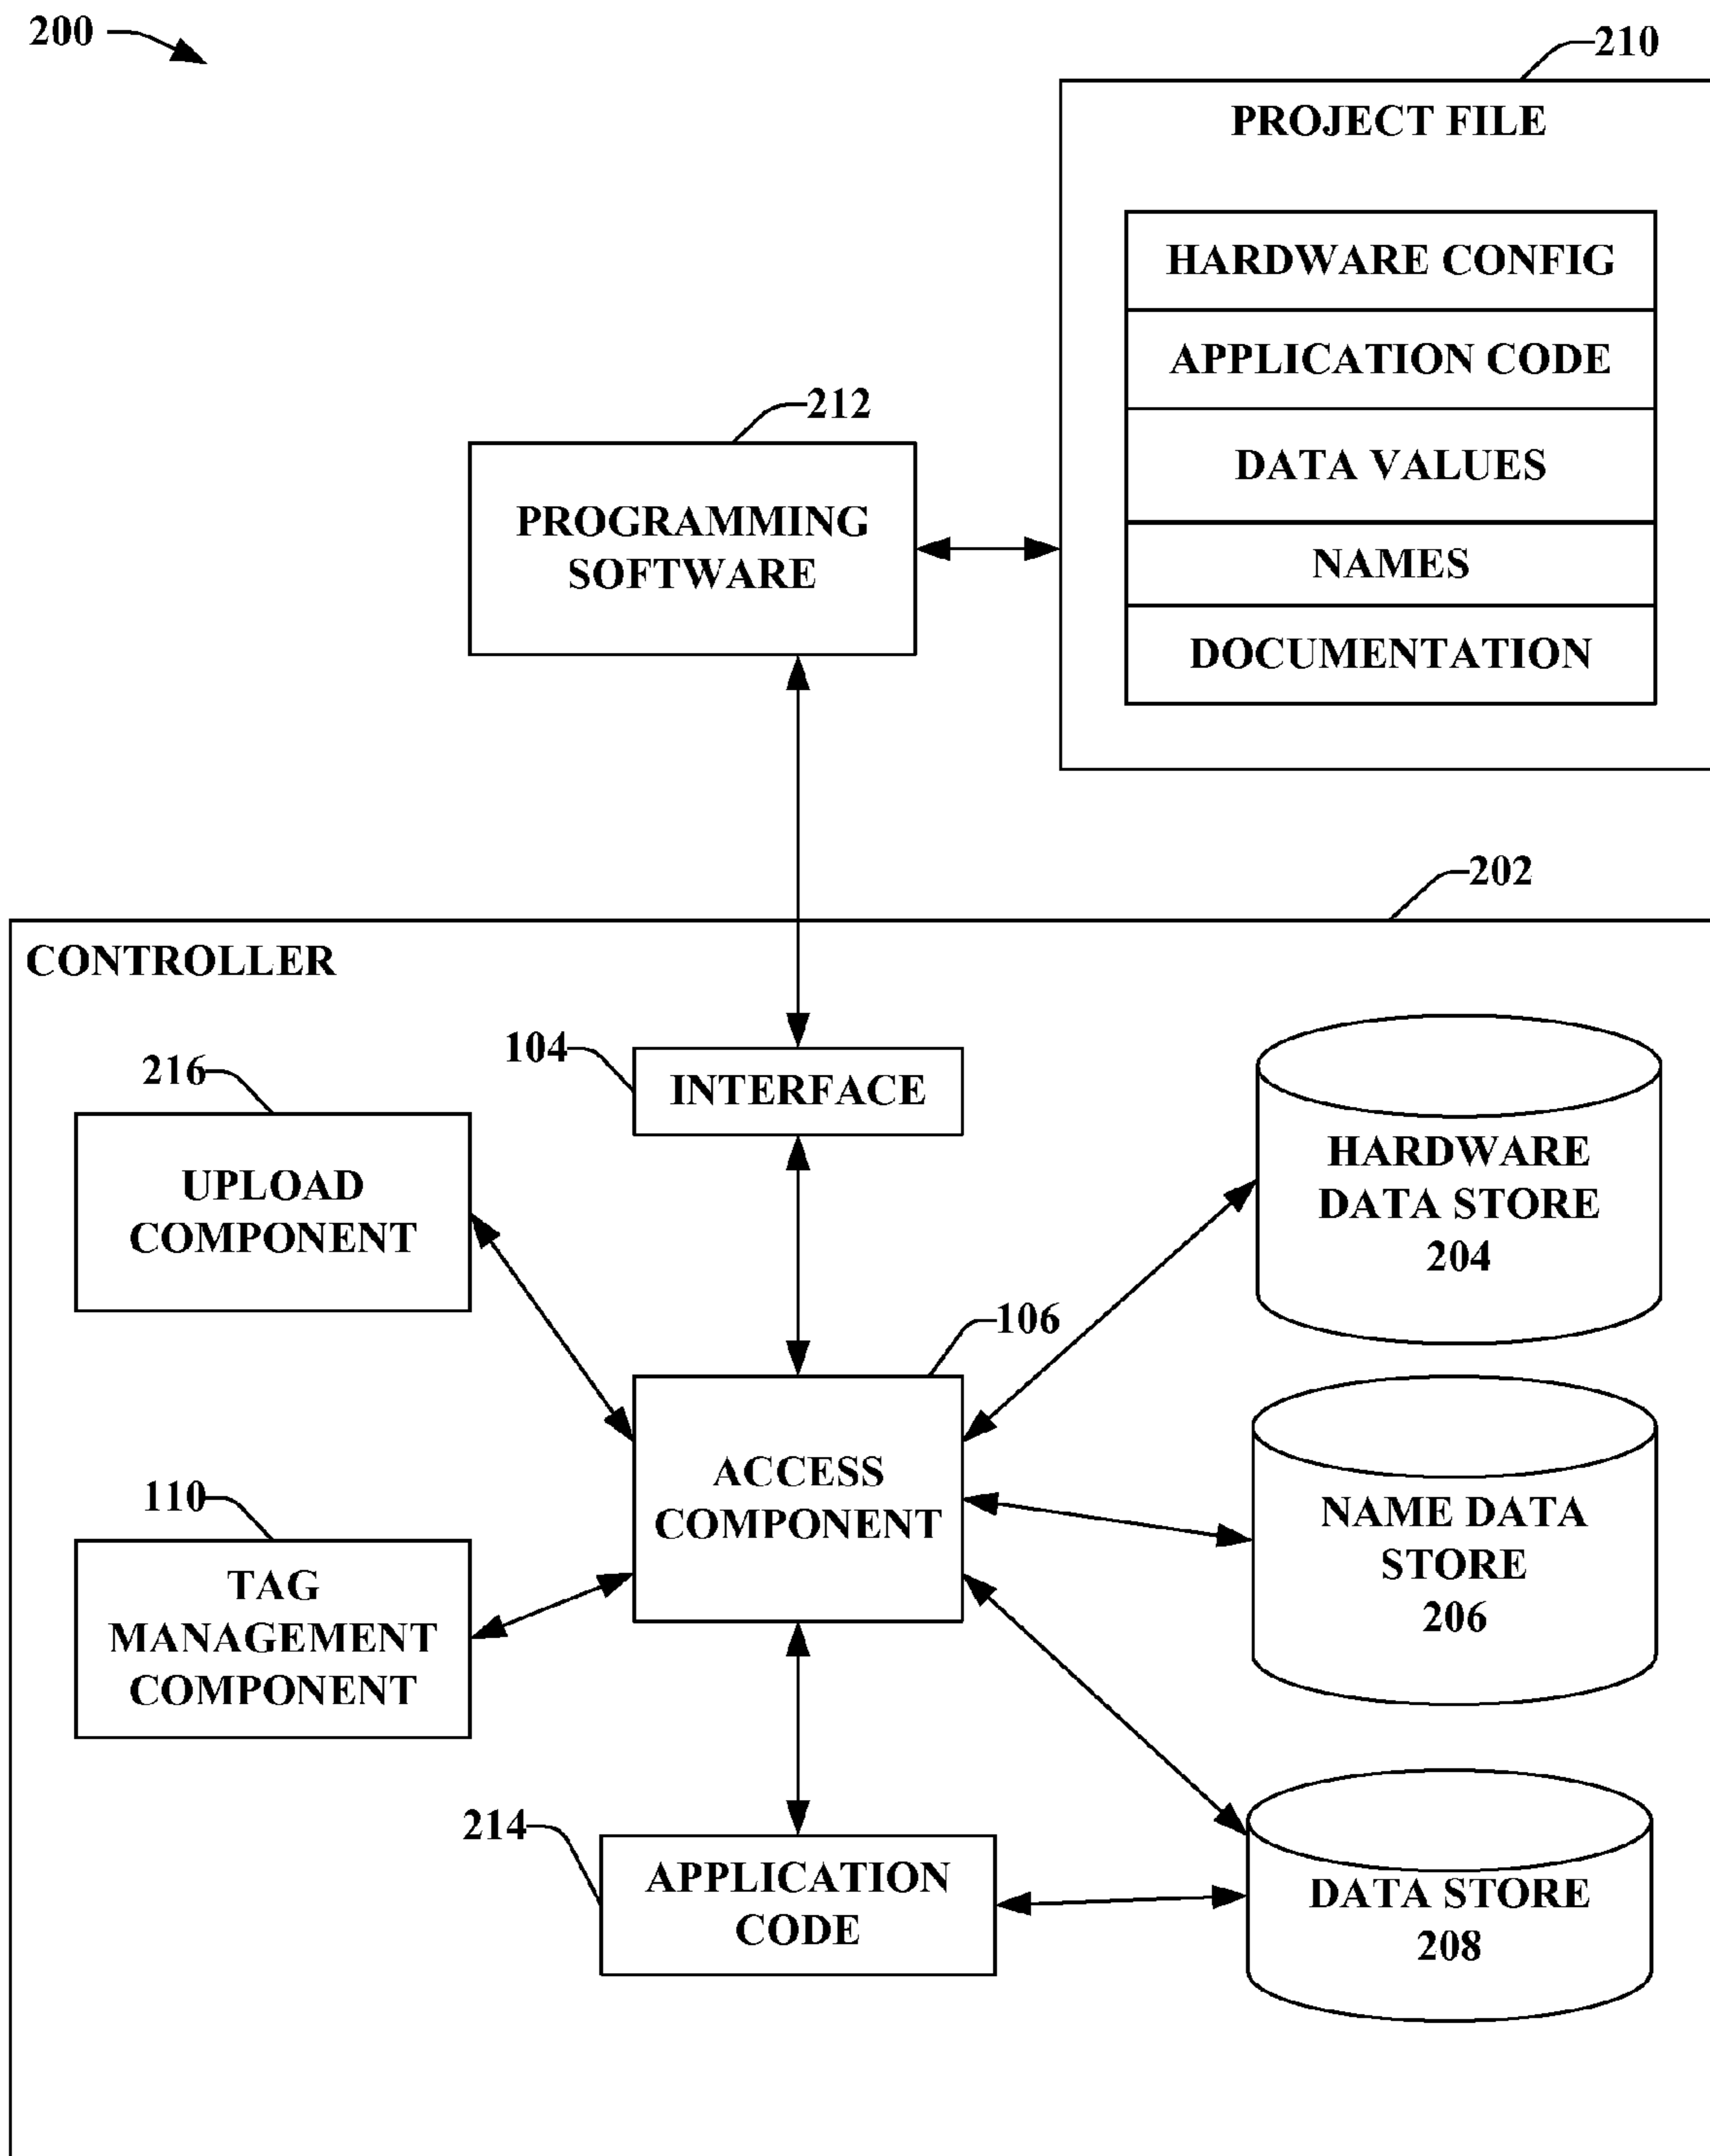 200
210
PROJECT FILE
HARDWARE CONFIG
APPLICATION CODE
DATA VALUES
NAMES
DOCUMENTATION
212
PROGRAMMING
SOFTWARE
202
CONTROLLER
104
INTERFACE
216
UPLOAD
COMPONENT
HARDWARE
DATA STORE
204
106
ACCESS
COMPONENT
110
TAG
MANAGEMENT
COMPONENT
NAME DATA
STORE
206
214
APPLICATION
CODE
DATA STORE
208